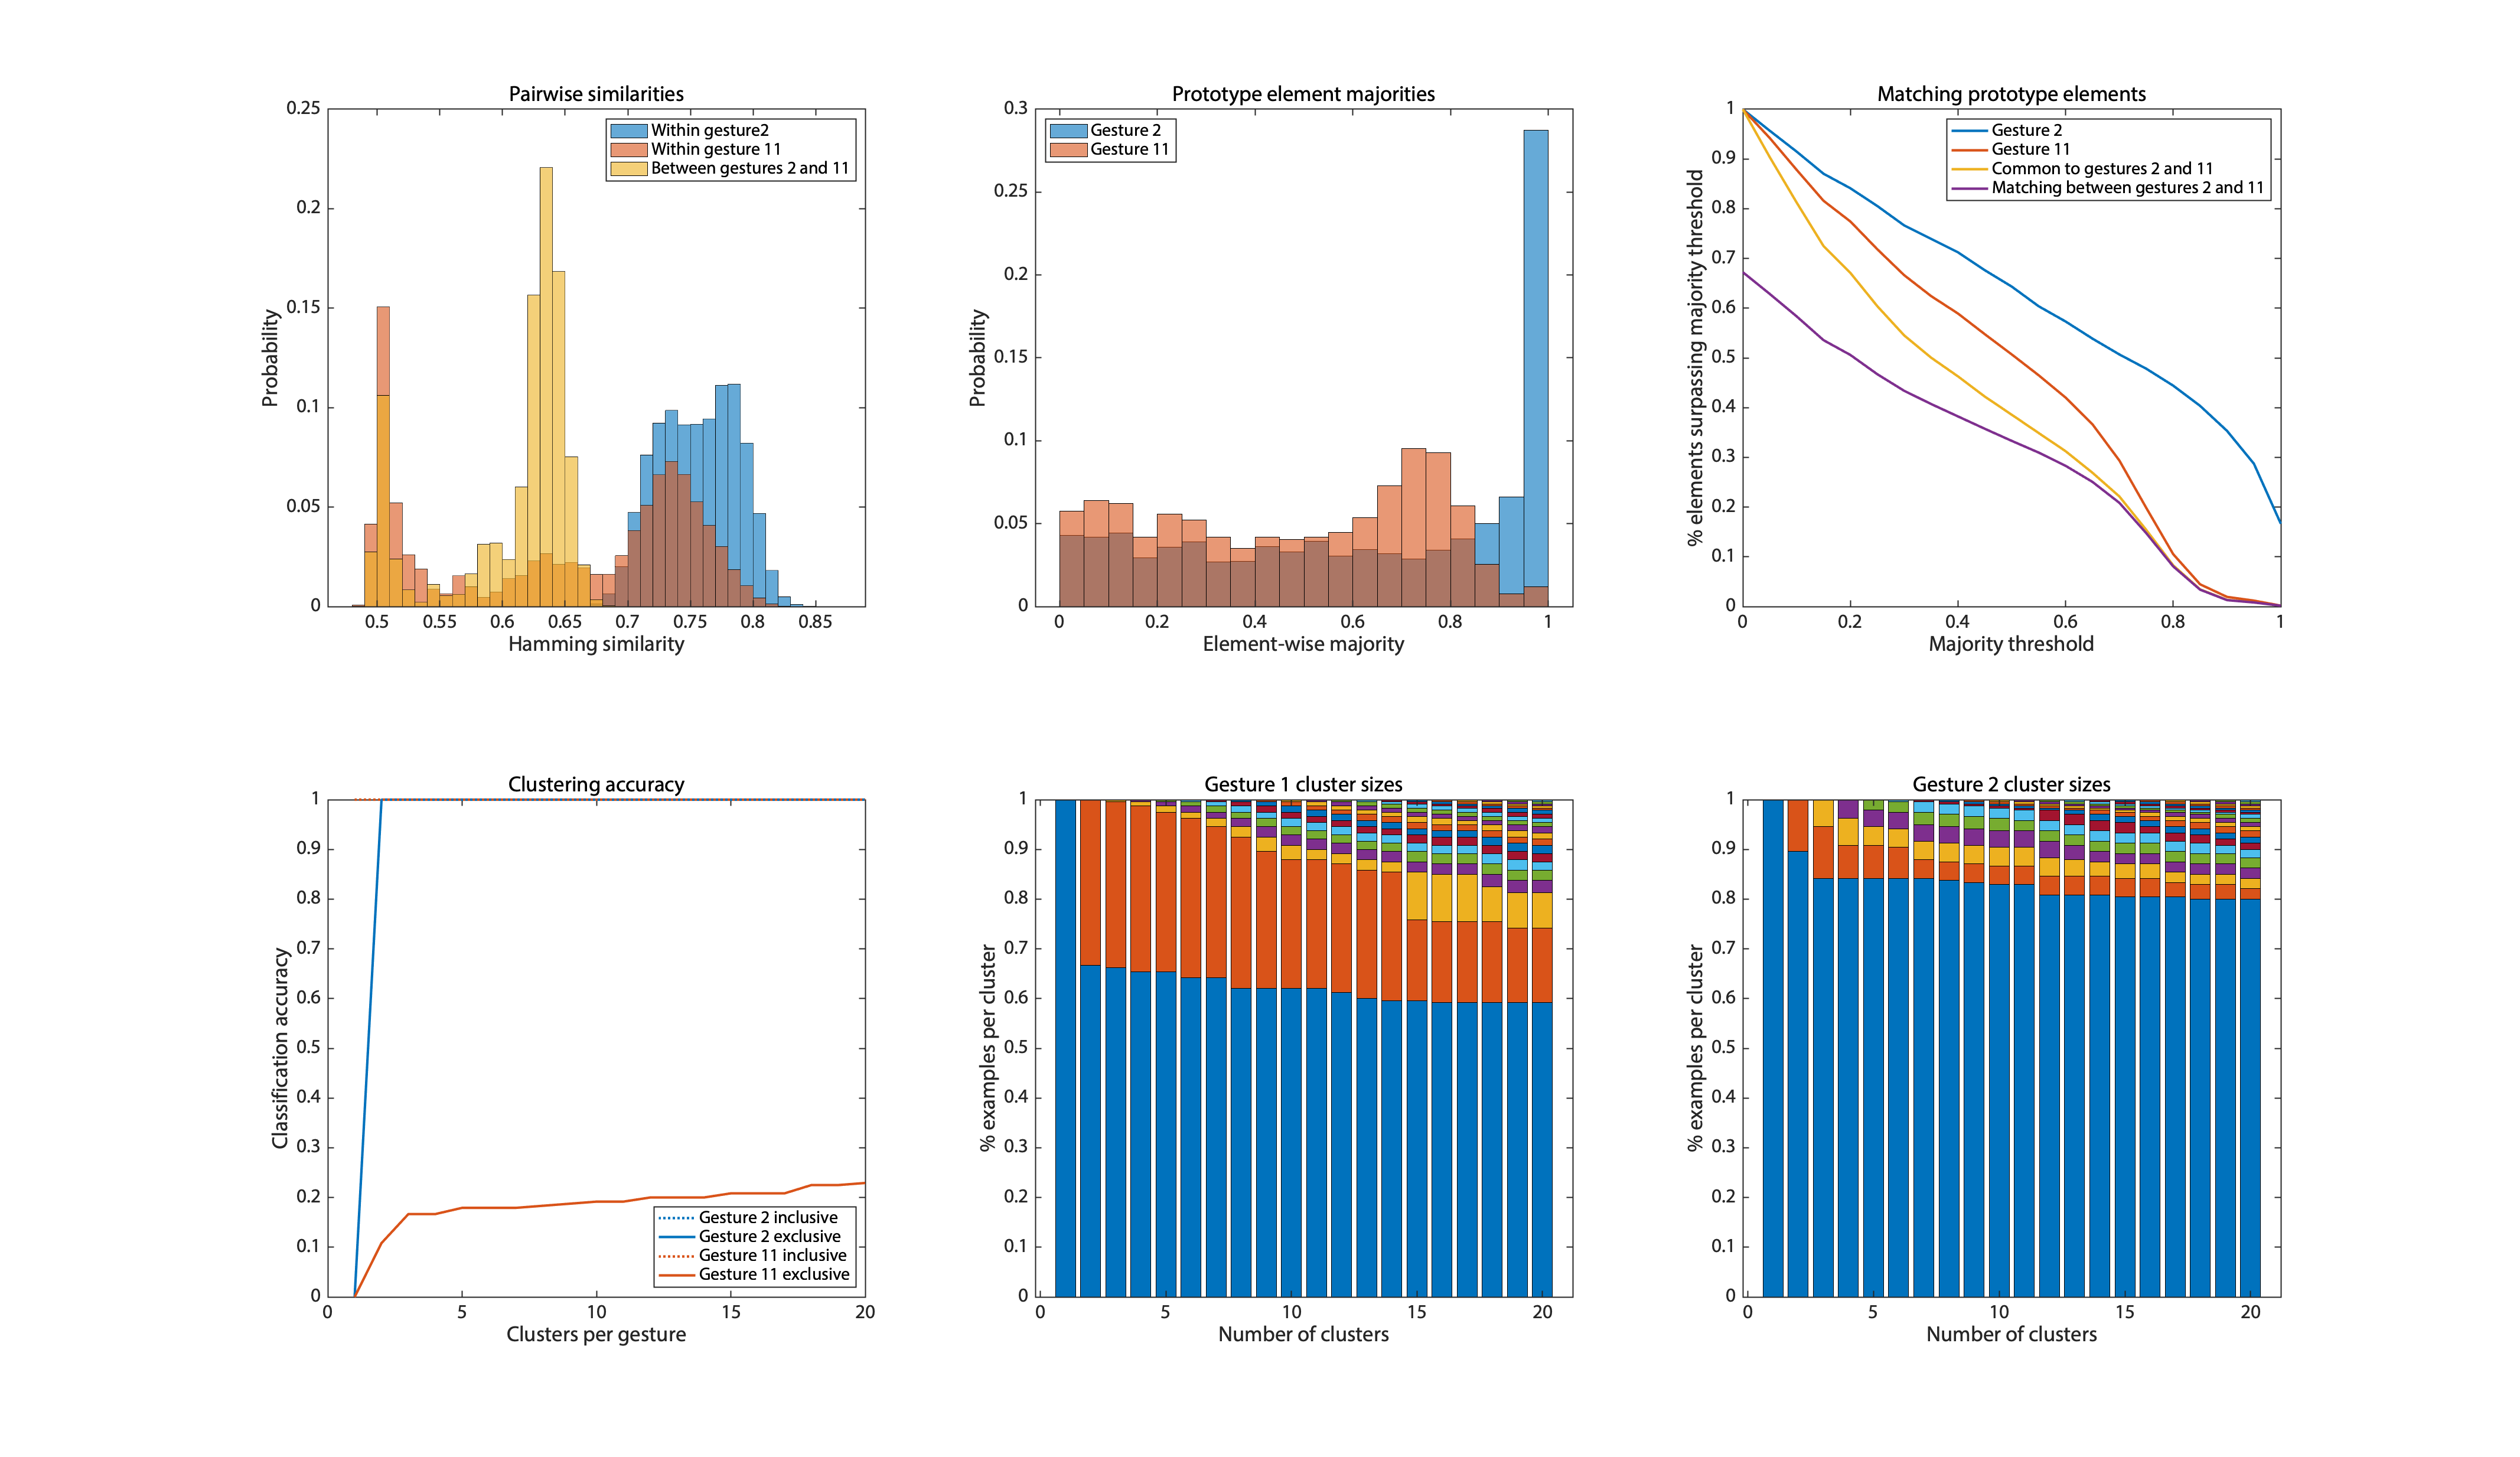 Pairwise similarities
0.25
0.2
0.15
0.1
0.05
0
Probability
Within gesture2
Within gesture 11
Between gestures 2 and 11
0.5 0.55 0.6 0.65 0.7 0.75 0.8 0.85
Hamming similarity
Prototype element majorities
0.3
0.25
0.2
0.15
0.1
0.05
0
Probability
Gesture 2
Gesture 11
0 0.2 0.4 0.6 0.8 1
Element-wise majority
Matching prototype elements
1
0.9
0.8
0.7
0.6
0.5
0.4
0.3
0.2
0.1
0
% elements surpassing majority threshold
Gesture 2
Gesture 11
Common to gestures 2 and 11
Matching between gestures 2 and 11
0 0.2 0.4 0.6 0.8 1
Majority threshold
Clustering accuracy
1
0.9
0.8
0.7
0.6
0.5
0.4
0.3
0.2
0.1
0
Classification accuracy
Gesture 2 inclusive
Gesture 2 exclusive
Gesture 11 inclusive
Gesture 11 exclusive
0 5 10 15 20
Clusters per gesture
Gesture 1 cluster sizes
1
0.9
0.8
0.7
0.6
0.5
0.4
0.3
0.2
0.1
0
% examples per cluster
0 5 10 15 20
Number of clusters
Gesture 2 cluster sizes
1
0.9
0.8
0.7
0.6
0.5
0.4
0.3
0.2
0.1
0
% examples per cluster
0 5 10 15 20
Number of clusters